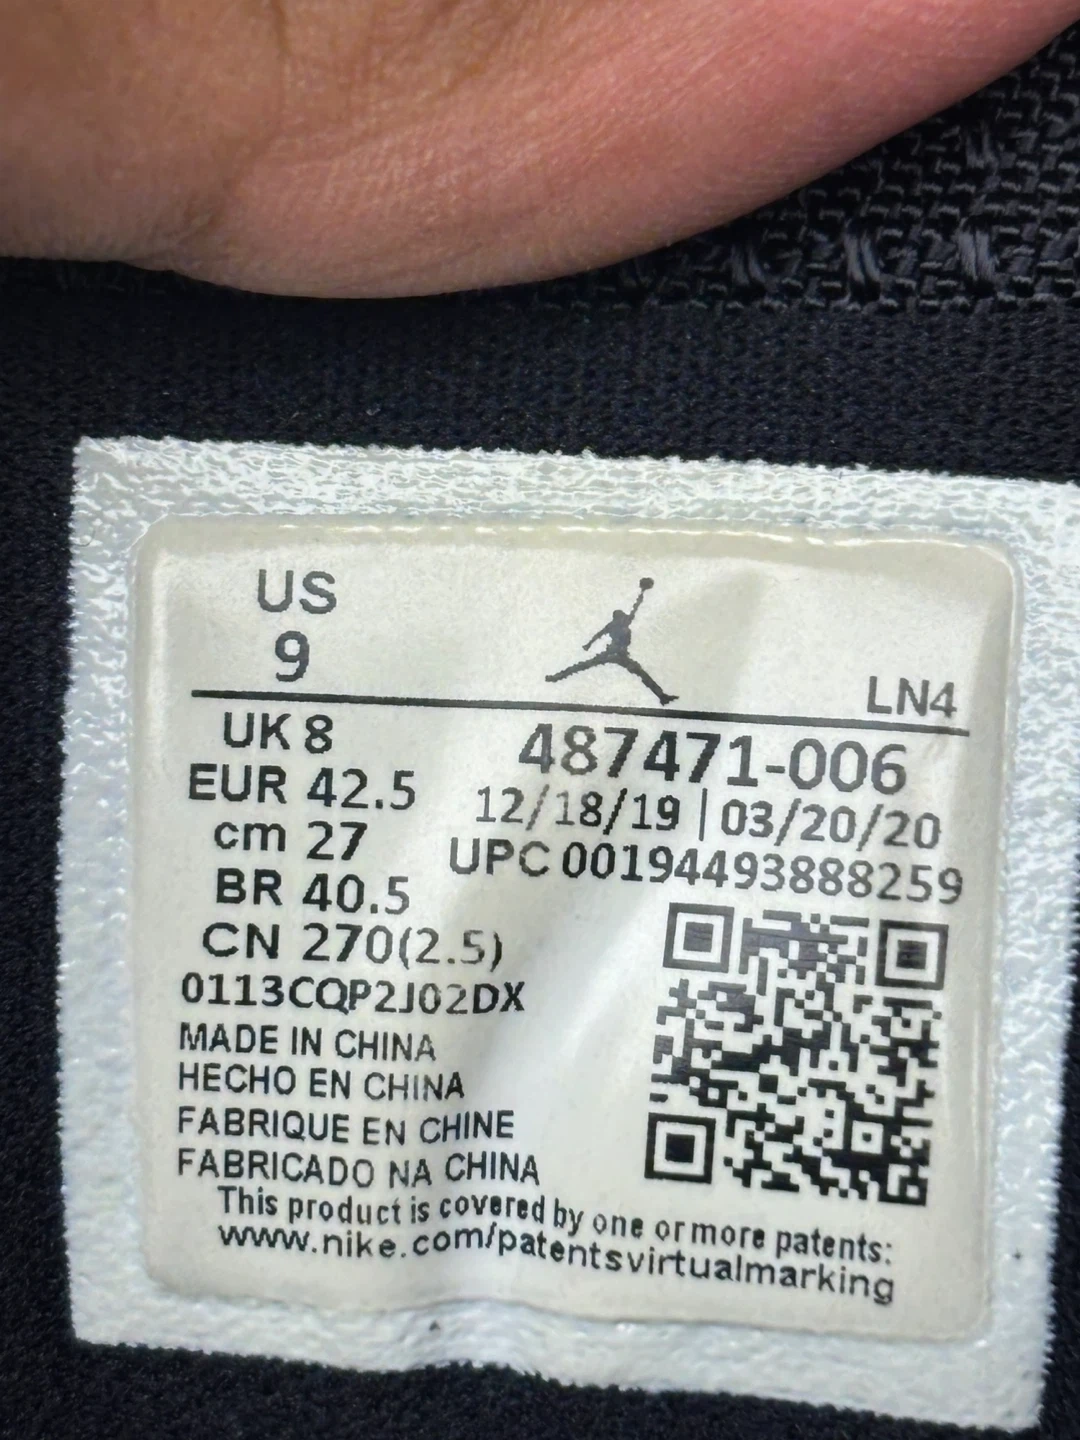 US
9
LN4
UK 8
EUR 42.5
cm 27
BR 40.5
CN 270(2.5)
487471-006
12/18/19 | 03/20/20
UPC 00194493888259
0113CQP2J02DX
MADE IN CHINA
HECHO EN CHINA
FABRIQUE EN CHINE
FABRICADO NA CHINA
This product is covered by one or more patents:
www.nike.com/patentsvirtualmarking